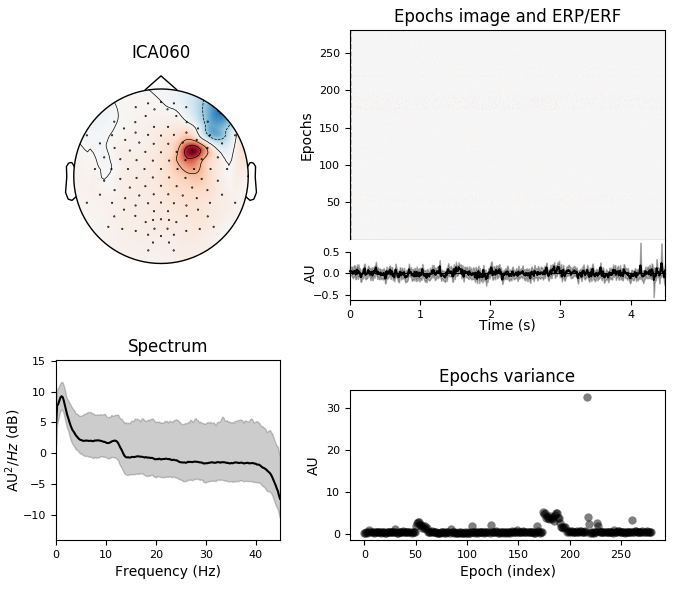 ICA060
Epochs image and ERP/ERF
Epochs
250
200
150
100
50
AU
0.5
0.0
−0.5
0 1 2 3 4
Time (s)
Spectrum
AU²/Hz (dB)
15
10
5
0
−5
−10
0 10 20 30 40
Frequency (Hz)
Epochs variance
AU
30
20
10
0
0 50 100 150 200 250
Epoch (index)